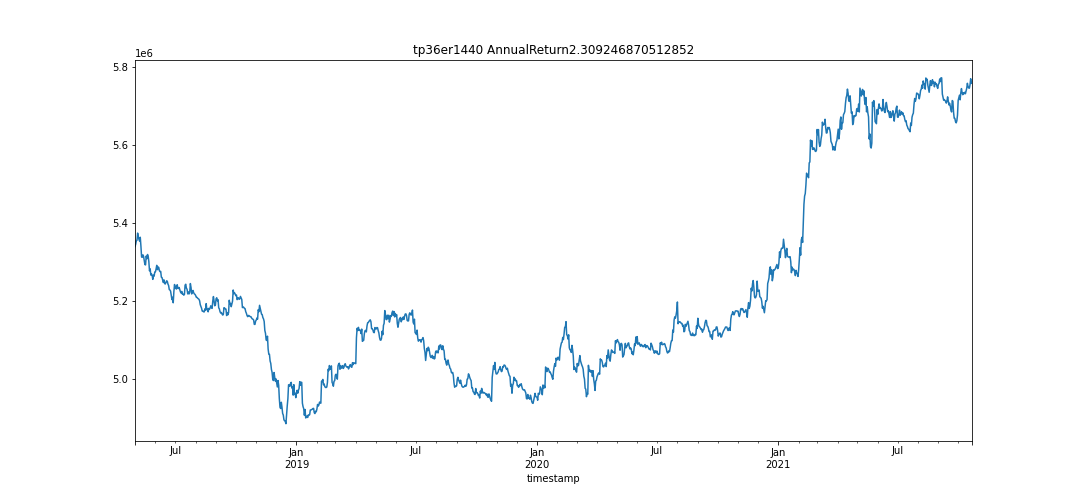 tp36er1440 AnnualReturn2.309246870512852
1e6
5.8
5.6
5.4
5.2
5.0
Jul Jan Jul Jan Jul Jan Jul
2019 2020 2021
timestamp